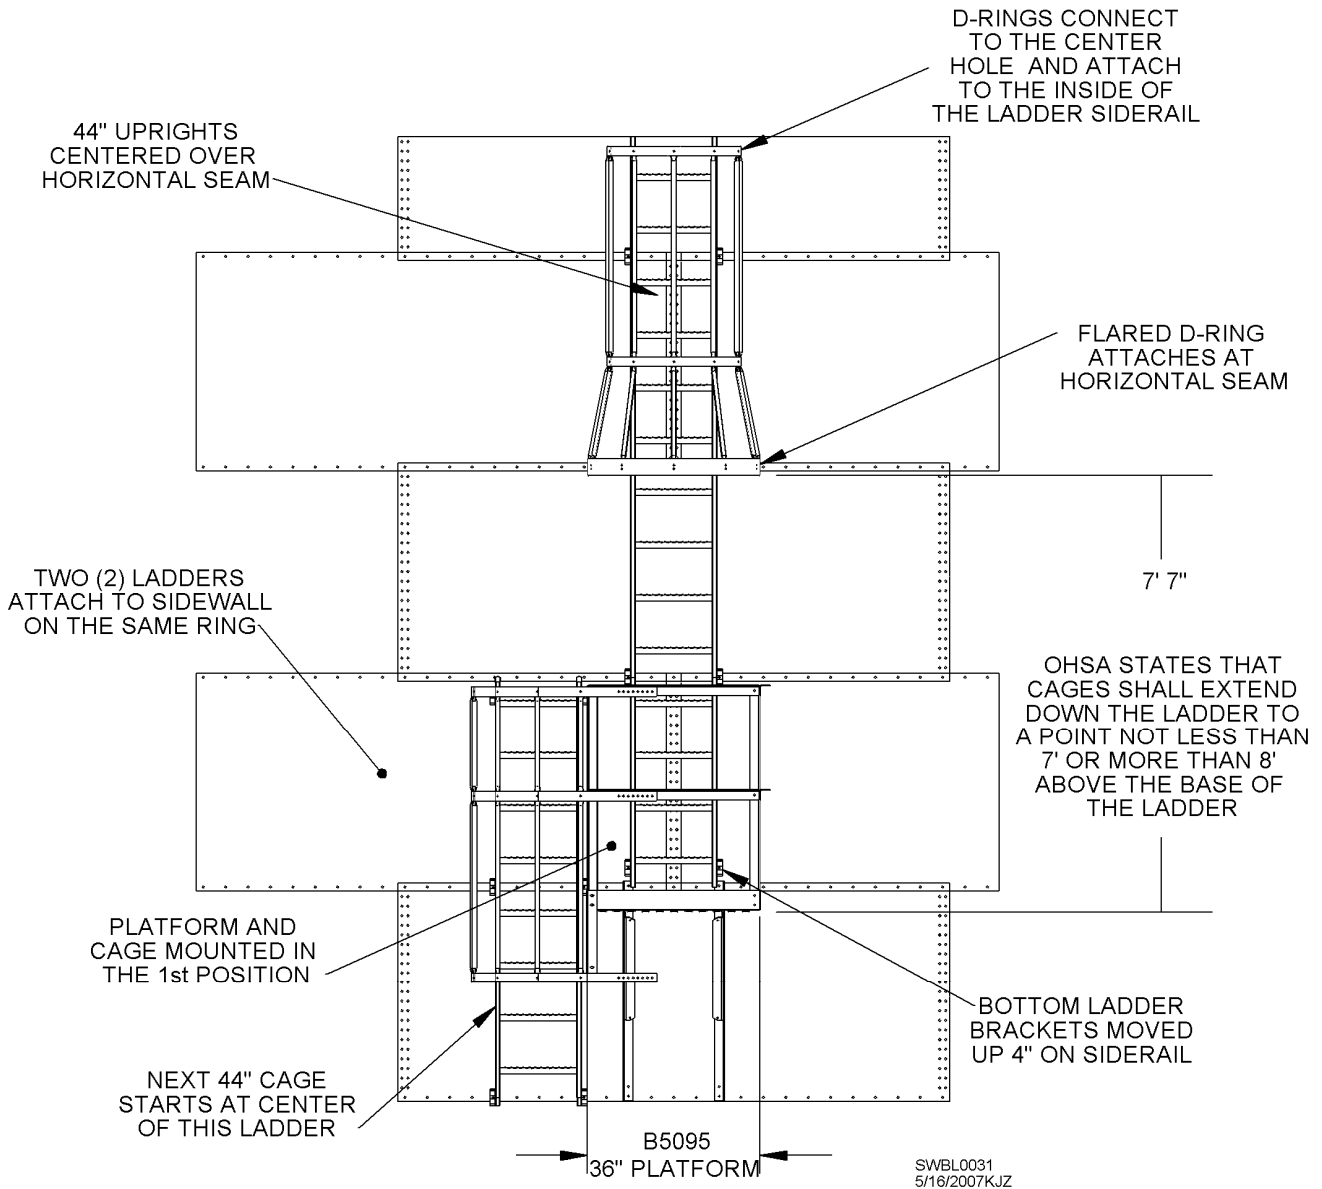 D-RINGS CONNECT
TO THE CENTER
HOLE AND ATTACH
TO THE INSIDE OF
THE LADDER SIDERAIL
44" UPRIGHTS
CENTERED OVER
HORIZONTAL SEAM
FLARED D-RING
ATTACHES AT
HORIZONTAL SEAM
TWO (2) LADDERS
ATTACH TO SIDEWALL
ON THE SAME RING
7' 7"
OHSA STATES THAT
CAGES SHALL EXTEND
DOWN THE LADDER TO
A POINT NOT LESS THAN
7' OR MORE THAN 8'
ABOVE THE BASE OF
THE LADDER
PLATFORM AND
CAGE MOUNTED IN
THE 1st POSITION
BOTTOM LADDER
BRACKETS MOVED
UP 4" ON SIDERAIL
NEXT 44" CAGE
STARTS AT CENTER
OF THIS LADDER
B5095
36" PLATFORM
SWBL0031
5/16/2007KJZ